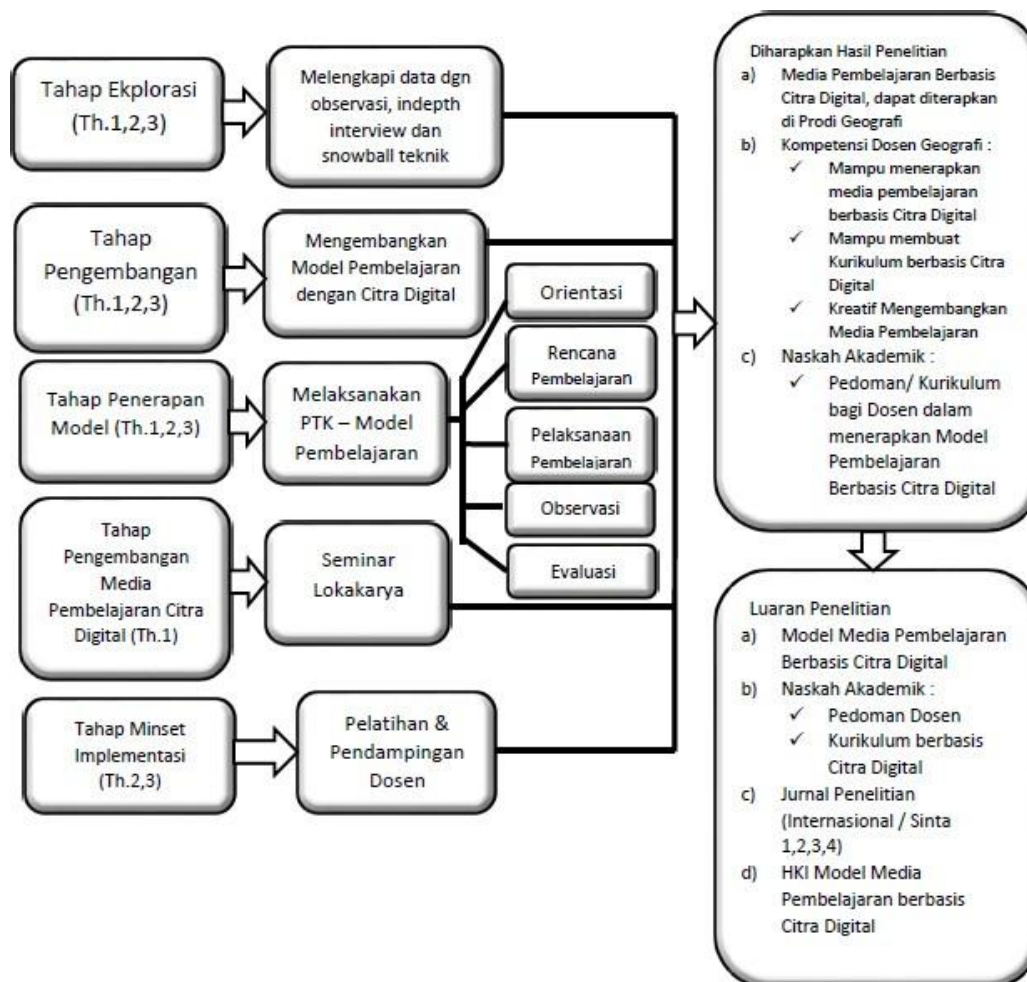 Tahap Ekplorasi
(Th.1,2,3)
Melengkapi data dgn
observasi, indepth
interview dan
snowball teknik
Tahap
Pengembangan
(Th.1,2,3)
Mengembangkan
Model Pembelajaran
dengan Citra Digital
Tahap Penerapan
Model (Th.1,2,3)
Melaksanakan
PTK – Model
Pembelajaran
Orientasi
Rencana
Pembelajaran
Pelaksanaan
Pembelajaran
Observasi
Evaluasi
Tahap
Pengembangan
Media
Pembelajaran Citra
Digital (Th.1)
Seminar
Lokakarya
Tahap Minset
Implementasi
(Th.2,3)
Pelatihan &
Pendampingan
Dosen
Diharapkan Hasil Penelitian
a) Media Pembelajaran Berbasis
Citra Digital, dapat diterapkan
di Prodi Geografi
b) Kompetensi Dosen Geografi :
✓ Mampu menerapkan
media pembelajaran
berbasis Citra Digital
✓ Mampu membuat
Kurikulum berbasis Citra
Digital
✓ Kreatif Mengembangkan
Media Pembelajaran
c) Naskah Akademik :
✓ Pedoman/ Kurikulum
bagi Dosen dalam
menerapkan Model
Pembelajaran
Berbasis Citra Digital
Luaran Penelitian
a) Model Media Pembelajaran
Berbasis Citra Digital
b) Naskah Akademik :
✓ Pedoman Dosen
✓ Kurikulum berbasis
Citra Digital
c) Jurnal Penelitian
(Internasional / Sinta
1,2,3,4)
d) HKI Model Media
Pembelajaran berbasis
Citra Digital